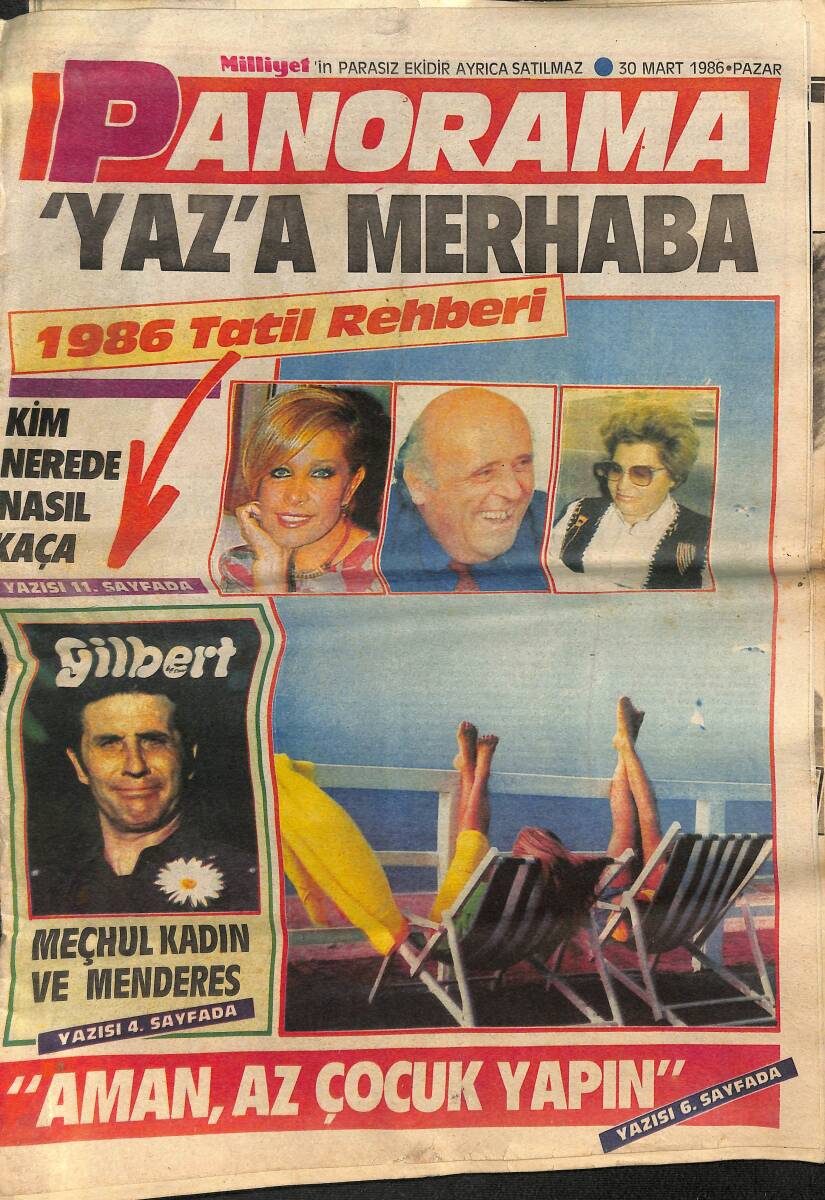 Milliyet'in PARASIZ EKİDİR AYRICA SATILMAZ ● 30 MART 1986•PAZAR
PANORAMA
'YAZ'A MERHABA
1986 Tatil Rehberi
KİM
NEREDE
NASIL
KAÇA
YAZISI 11. SAYFADA
Gilbert
MEÇHUL KADIN
VE MENDERES
YAZISI 4. SAYFADA
"AMAN, AZ ÇOCUK YAPIN"
YAZISI 6. SAYFADA